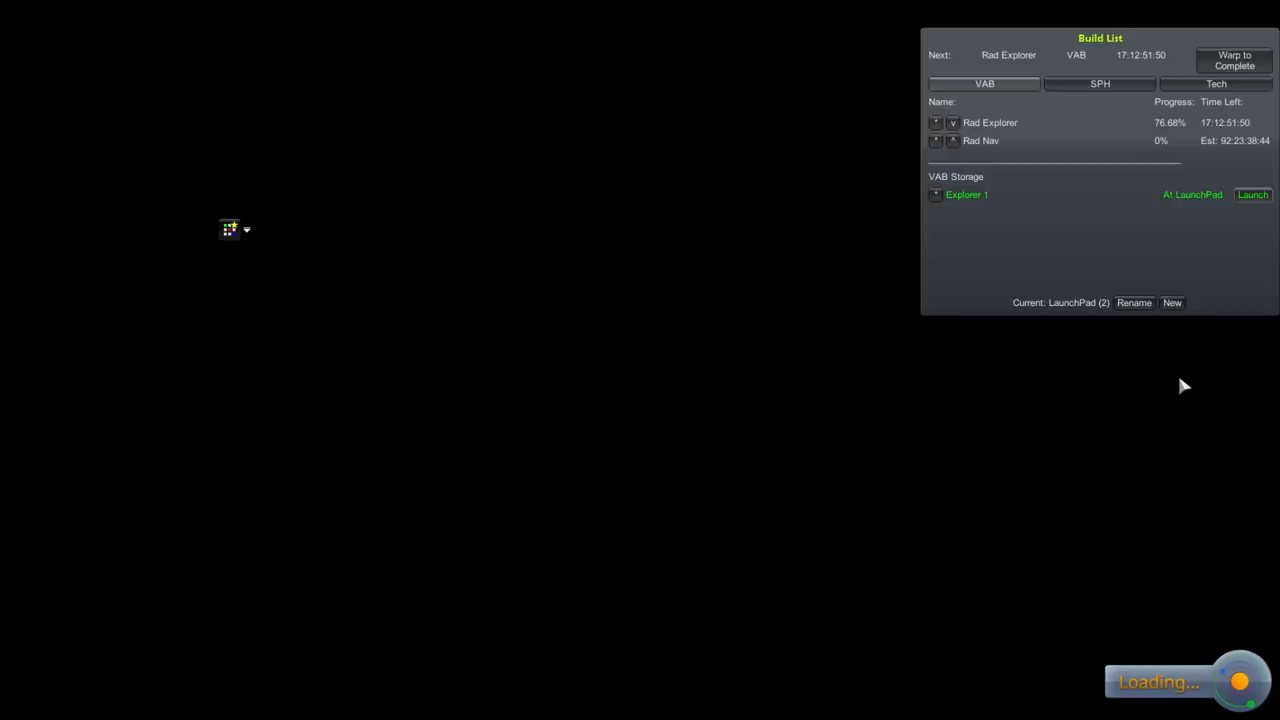 Build List
Next: Rad Explorer VAB 17:12:51:50 Warp to Complete
VAB SPH Tech
Name: Progress: Time Left:
* v Rad Explorer 76.68% 17:12:51:50
* ^ Rad Nav 0% Est: 92:23:38:44
VAB Storage
* Explorer 1 At LaunchPad Launch
Current: LaunchPad (2) Rename New
Loading...